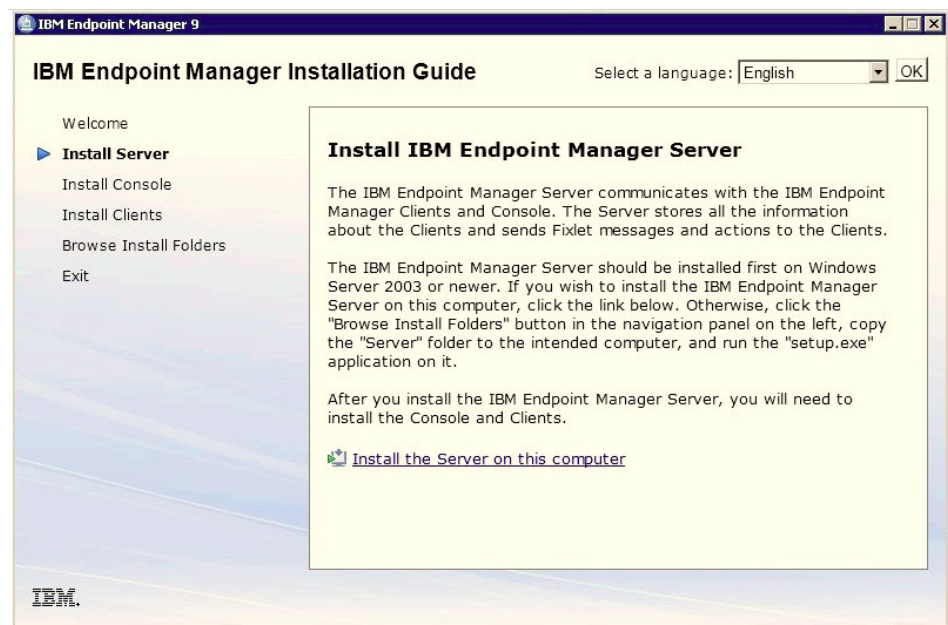 IBM Endpoint Manager 9
IBM Endpoint Manager Installation Guide
Select a language: English OK
Welcome
Install Server
Install Console
Install Clients
Browse Install Folders
Exit
Install IBM Endpoint Manager Server
The IBM Endpoint Manager Server communicates with the IBM Endpoint
Manager Clients and Console. The Server stores all the information
about the Clients and sends Fixlet messages and actions to the Clients.
The IBM Endpoint Manager Server should be installed first on Windows
Server 2003 or newer. If you wish to install the IBM Endpoint Manager
Server on this computer, click the link below. Otherwise, click the
"Browse Install Folders" button in the navigation panel on the left, copy
the "Server" folder to the intended computer, and run the "setup.exe"
application on it.
After you install the IBM Endpoint Manager Server, you will need to
install the Console and Clients.
Install the Server on this computer
IBM.